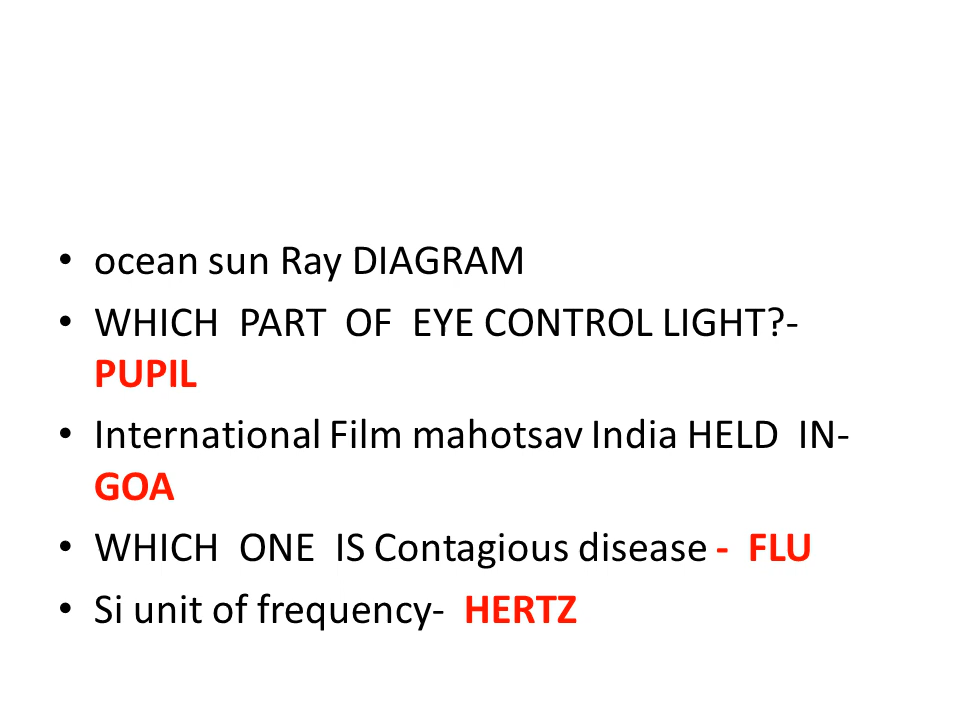 • ocean sun Ray DIAGRAM
• WHICH PART OF EYE CONTROL LIGHT?-
PUPIL
• International Film mahotsav India HELD IN-
GOA
• WHICH ONE IS Contagious disease - FLU
• Si unit of frequency- HERTZ